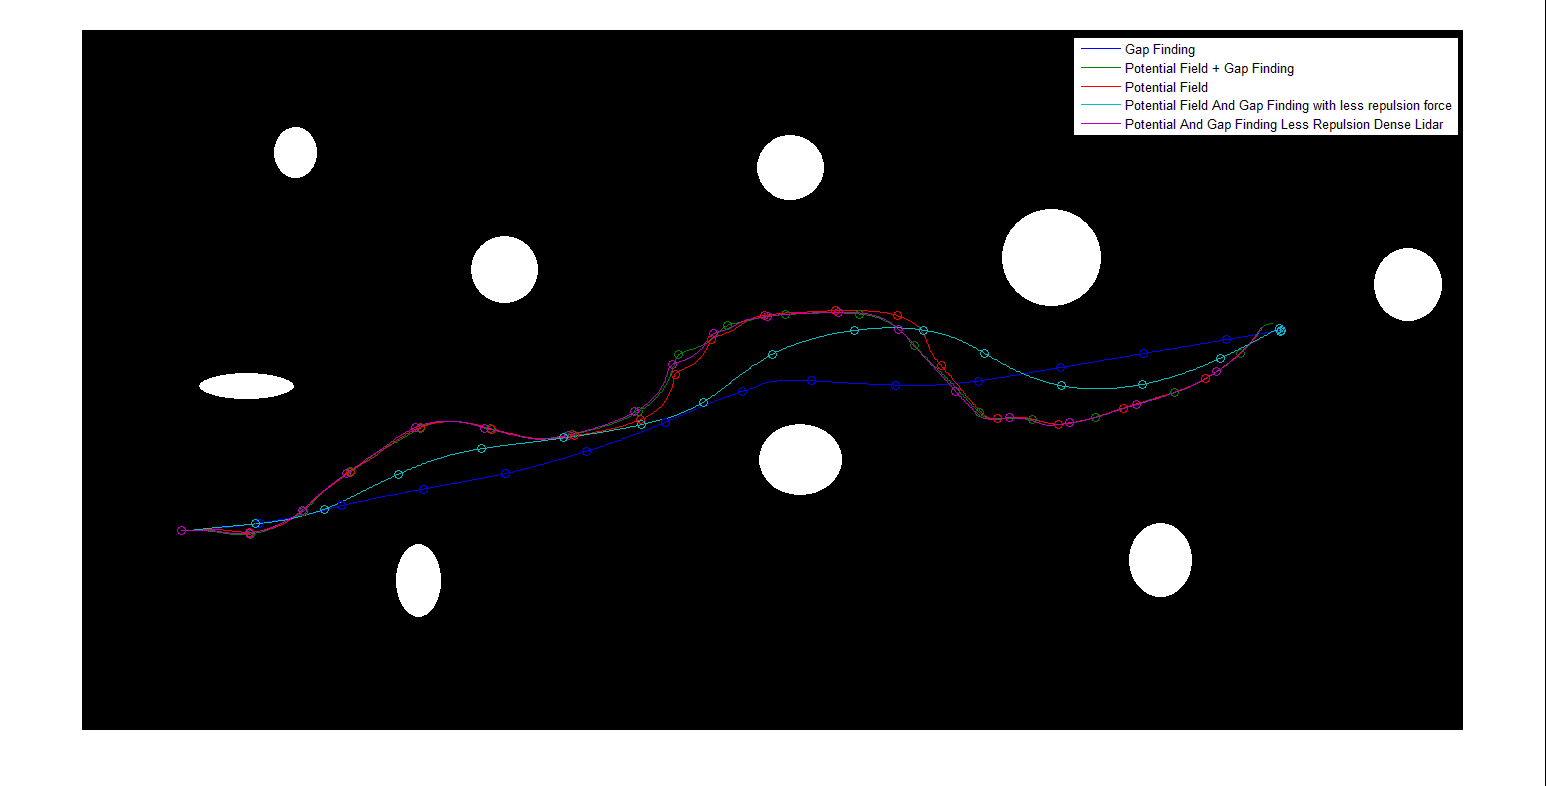 Gap Finding
Potential Field + Gap Finding
Potential Field
Potential Field And Gap Finding with less repulsion force
Potential And Gap Finding Less Repulsion Dense Lidar